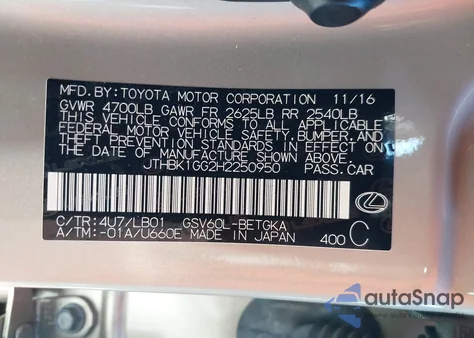 MFD. BY: TOYOTA MOTOR CORPORATION 11/16
GVWR 4700LB GAWR FR 2625LB RR 2540LB
THIS VEHICLE CONFORMS TO ALL APPLICABLE
FEDERAL MOTOR VEHICLE SAFETY, BUMPER, AND
THEFT PREVENTION STANDARDS IN EFFECT ON
THE DATE OF MANUFACTURE SHOWN ABOVE.
JTHBK1GG2H2250950 PASS.CAR
C/TR:4U7/LB01 GSV60L-BETGKA
A/TM:-01A/U660E MADE IN JAPAN 400 C
autaSnap